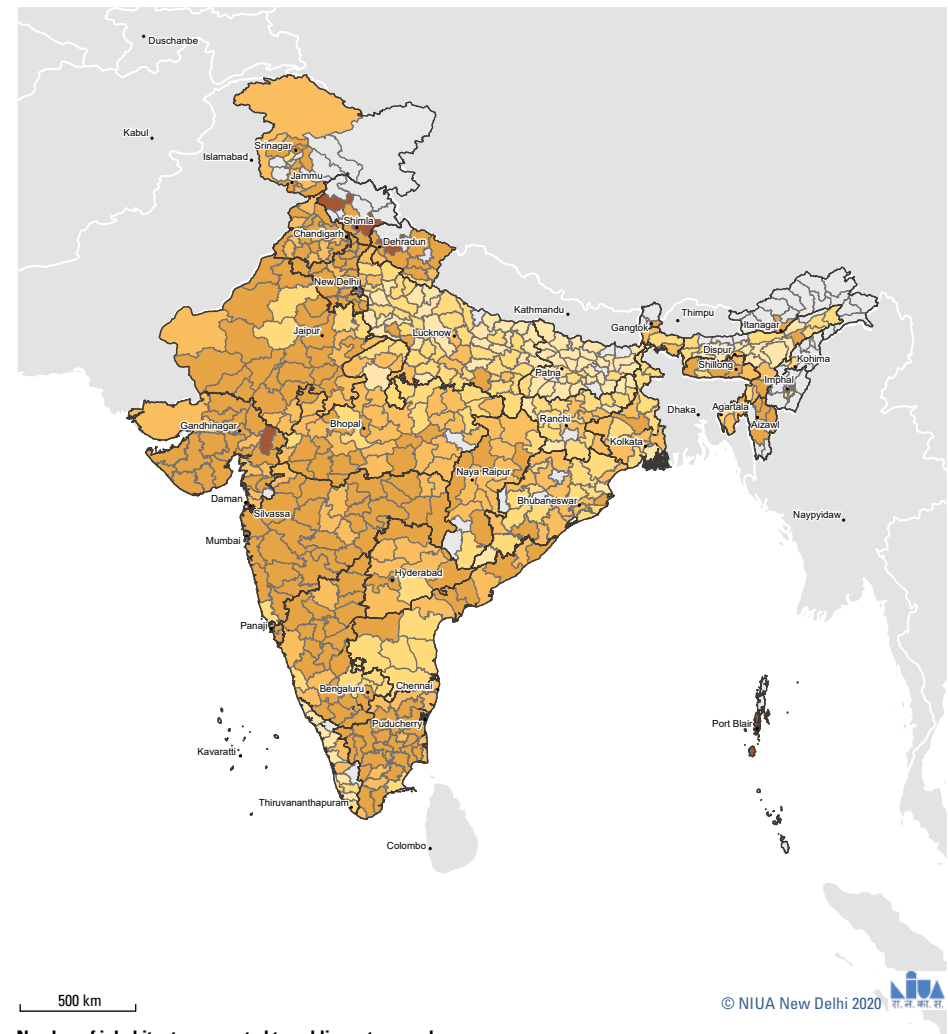 Duschanbe
Kabul
Srinagar
Islamabad
Jammu
Shimla
Chandigarh
Dehradun
New Delhi
Kathmandu
Thimpu
Gangtok
Itanagar
Jaipur
Lucknow
Dispur
Kohima
Shillong
Patna
Imphal
Dhaka
Agartala
Gandhinagar
Bhopal
Ranchi
Aizawl
Kolkata
Naya Raipur
Daman
Bhubaneswar
Silvassa
Naypyidaw
Mumbai
Hyderabad
Panaji
Bengaluru
Chennai
Puducherry
Port Blair
Kavaratti
Thiruvananthapuram
Colombo
500 km
© NIUA New Delhi 2020
NIUA
रा.न.का.सं.